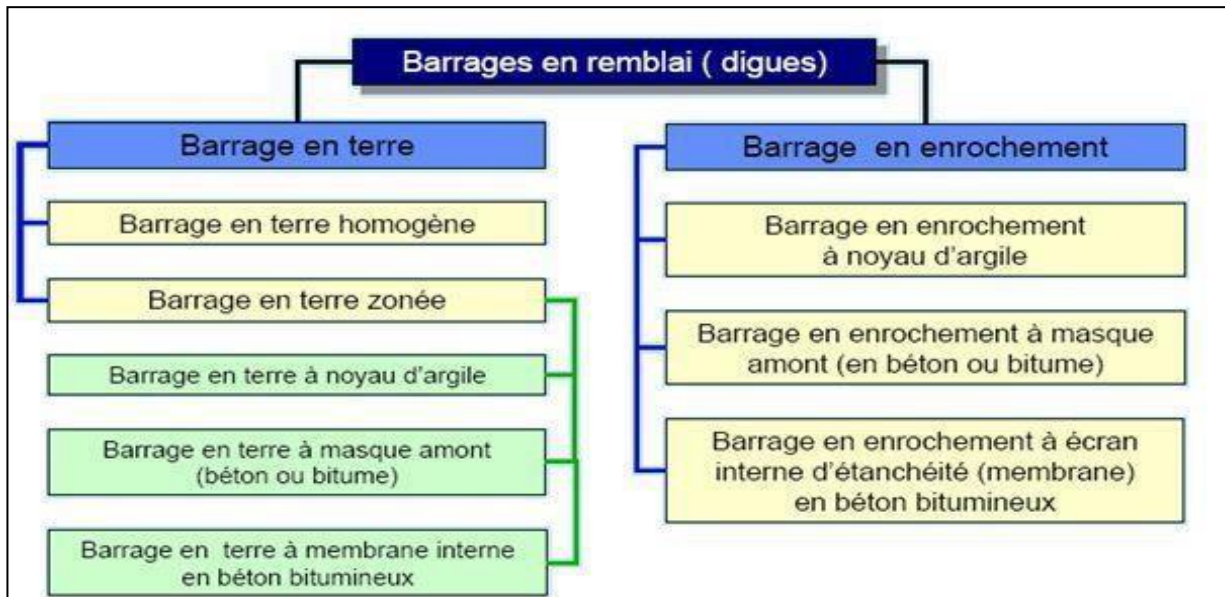 Barrages en remblai ( digues)
Barrage en terre
Barrage en terre homogène
Barrage en terre zonée
Barrage en terre à noyau d'argile
Barrage en terre à masque amont
(béton ou bitume)
Barrage en terre à membrane interne
en béton bitumineux
Barrage en enrochement
Barrage en enrochement
à noyau d'argile
Barrage en enrochement à masque
amont (en béton ou bitume)
Barrage en enrochement à écran
interne d'étanchéité (membrane)
en béton bitumineux